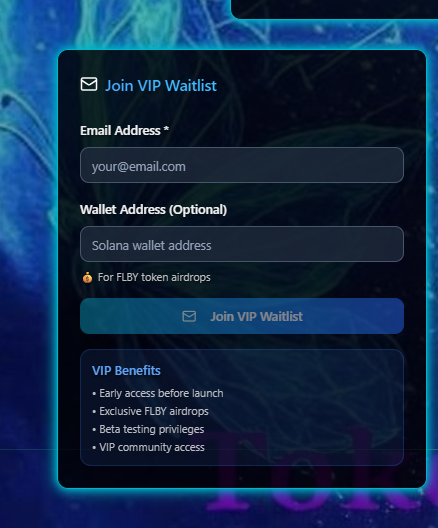 Join VIP Waitlist
Email Address *
your@email.com
Wallet Address (Optional)
Solana wallet address
💰 For FLBY token airdrops
Join VIP Waitlist
VIP Benefits
• Early access before launch
• Exclusive FLBY airdrops
• Beta testing privileges
• VIP community access